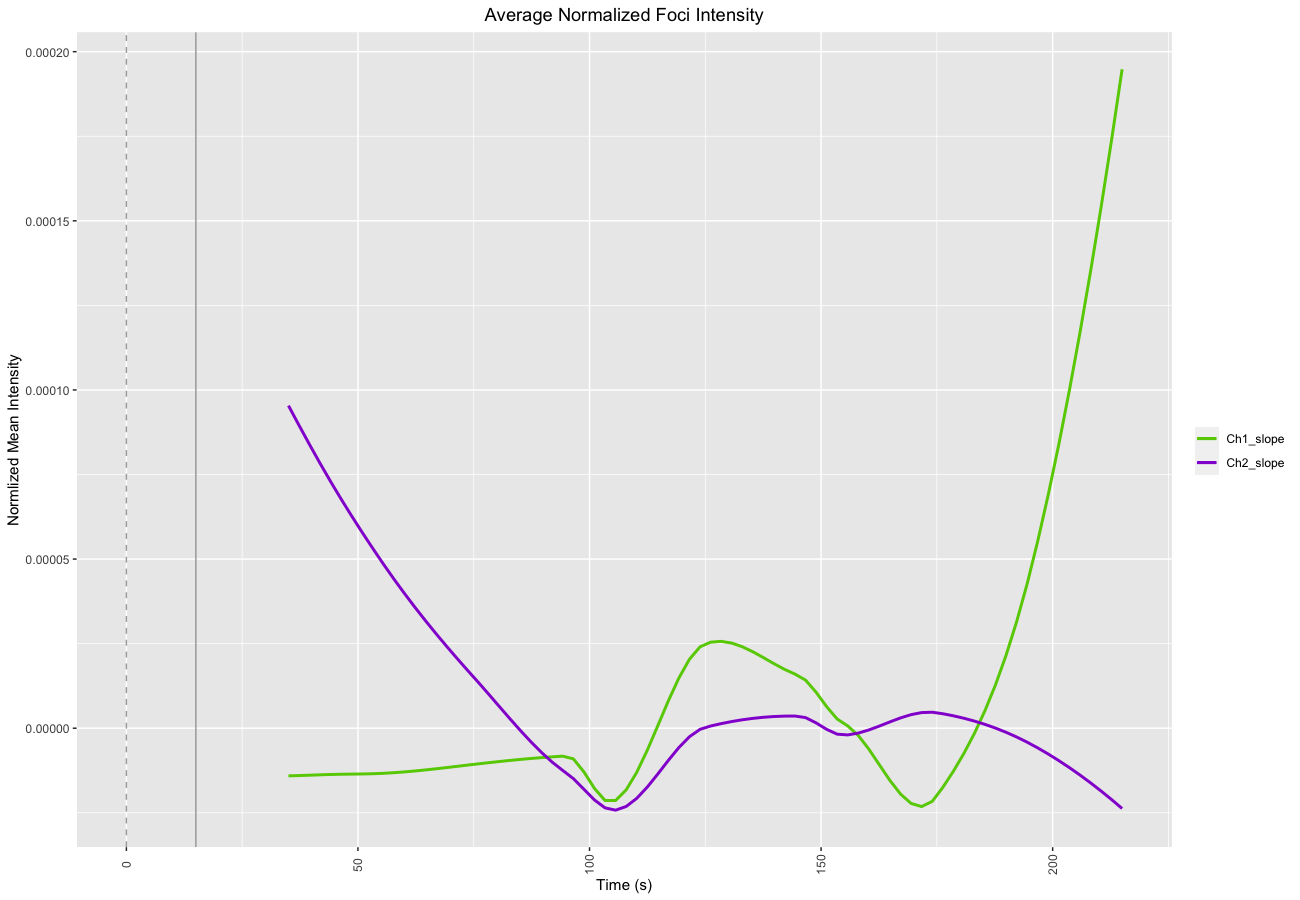 Average Normalized Foci Intensity
Normlized Mean Intensity
0.00020
0.00015
0.00010
0.00005
0.00000
0
50
100
150
200
Time (s)
Ch1_slope
Ch2_slope